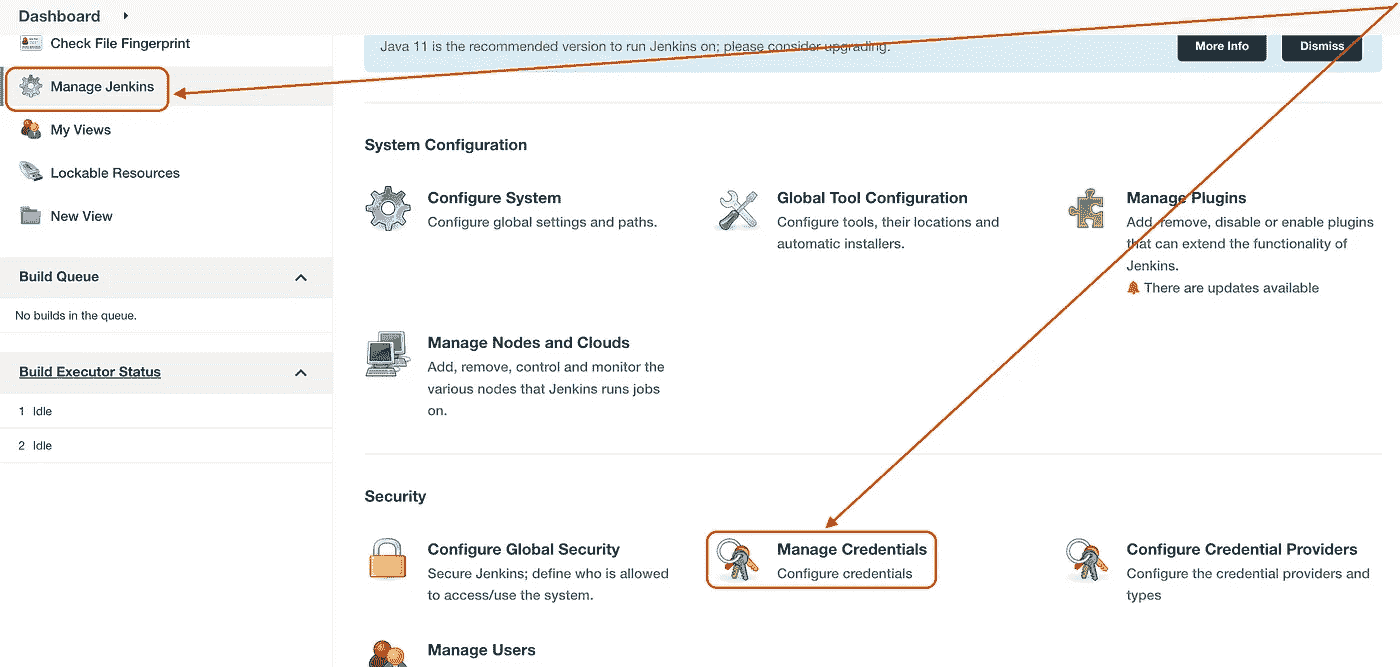 Dashboard
Check File Fingerprint
Manage Jenkins
My Views
Lockable Resources
New View
Build Queue
No builds in the queue.
Build Executor Status
1 Idle
2 Idle
Java 11 is the recommended version to run Jenkins on; please consider upgrading.
More Info
Dismiss
System Configuration
Configure System
Configure global settings and paths.
Global Tool Configuration
Configure tools, their locations and
automatic installers.
Manage Plugins
Add, remove, disable or enable plugins
that can extend the functionality of
Jenkins.
There are updates available
Manage Nodes and Clouds
Add, remove, control and monitor the
various nodes that Jenkins runs jobs
on.
Security
Configure Global Security
Secure Jenkins; define who is allowed
to access/use the system.
Manage Credentials
Configure credentials
Configure Credential Providers
Configure the credential providers and
types
Manage Users